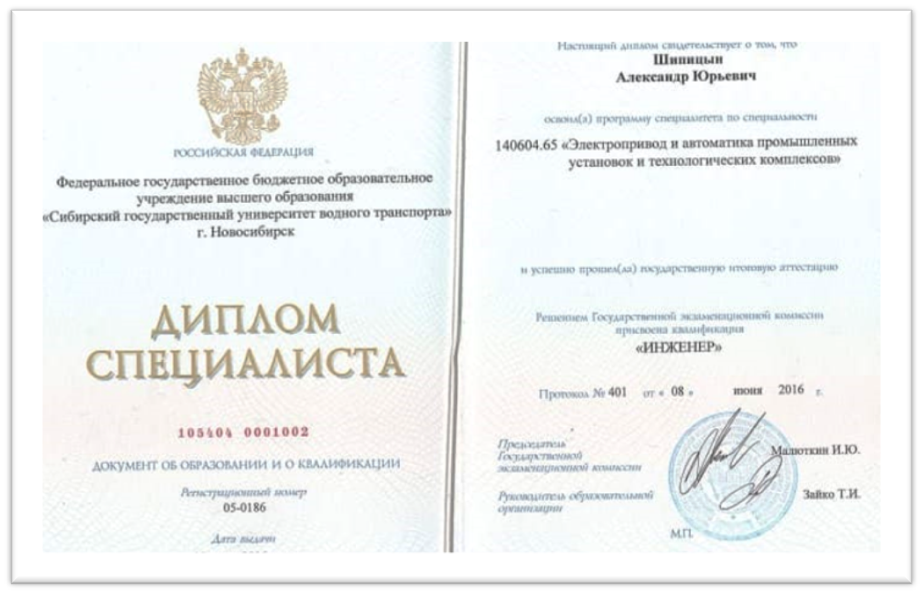 РОССИЙСКАЯ ФЕДЕРАЦИЯ
Федеральное государственное бюджетное образовательное
учреждение высшего образования
«Сибирский государственный университет водного транспорта»
г. Новосибирск
ДИПЛОМ
СПЕЦИАЛИСТА
105404 0001002
ДОКУМЕНТ ОБ ОБРАЗОВАНИИ И О КВАЛИФИКАЦИИ
Регистрационный номер
05-0186
Дата выдачи
Настоящий диплом свидетельствует о том, что
Шипицын
Александр Юрьевич
освоил(а) программу специалитета по специальности
140604.65 «Электропривод и автоматика промышленных
установок и технологических комплексов»
и успешно прошел(ла) государственную итоговую аттестацию
Решением Государственной экзаменационной комиссии
присвоена квалификация
«ИНЖЕНЕР»
Протокол № 401 от « 08 » июня 2016 г.
Председатель
Государственной
экзаменационной комиссии
Малюткин И.Ю.
Руководитель образовательной
организации
Зайко Т.И.
М.П.